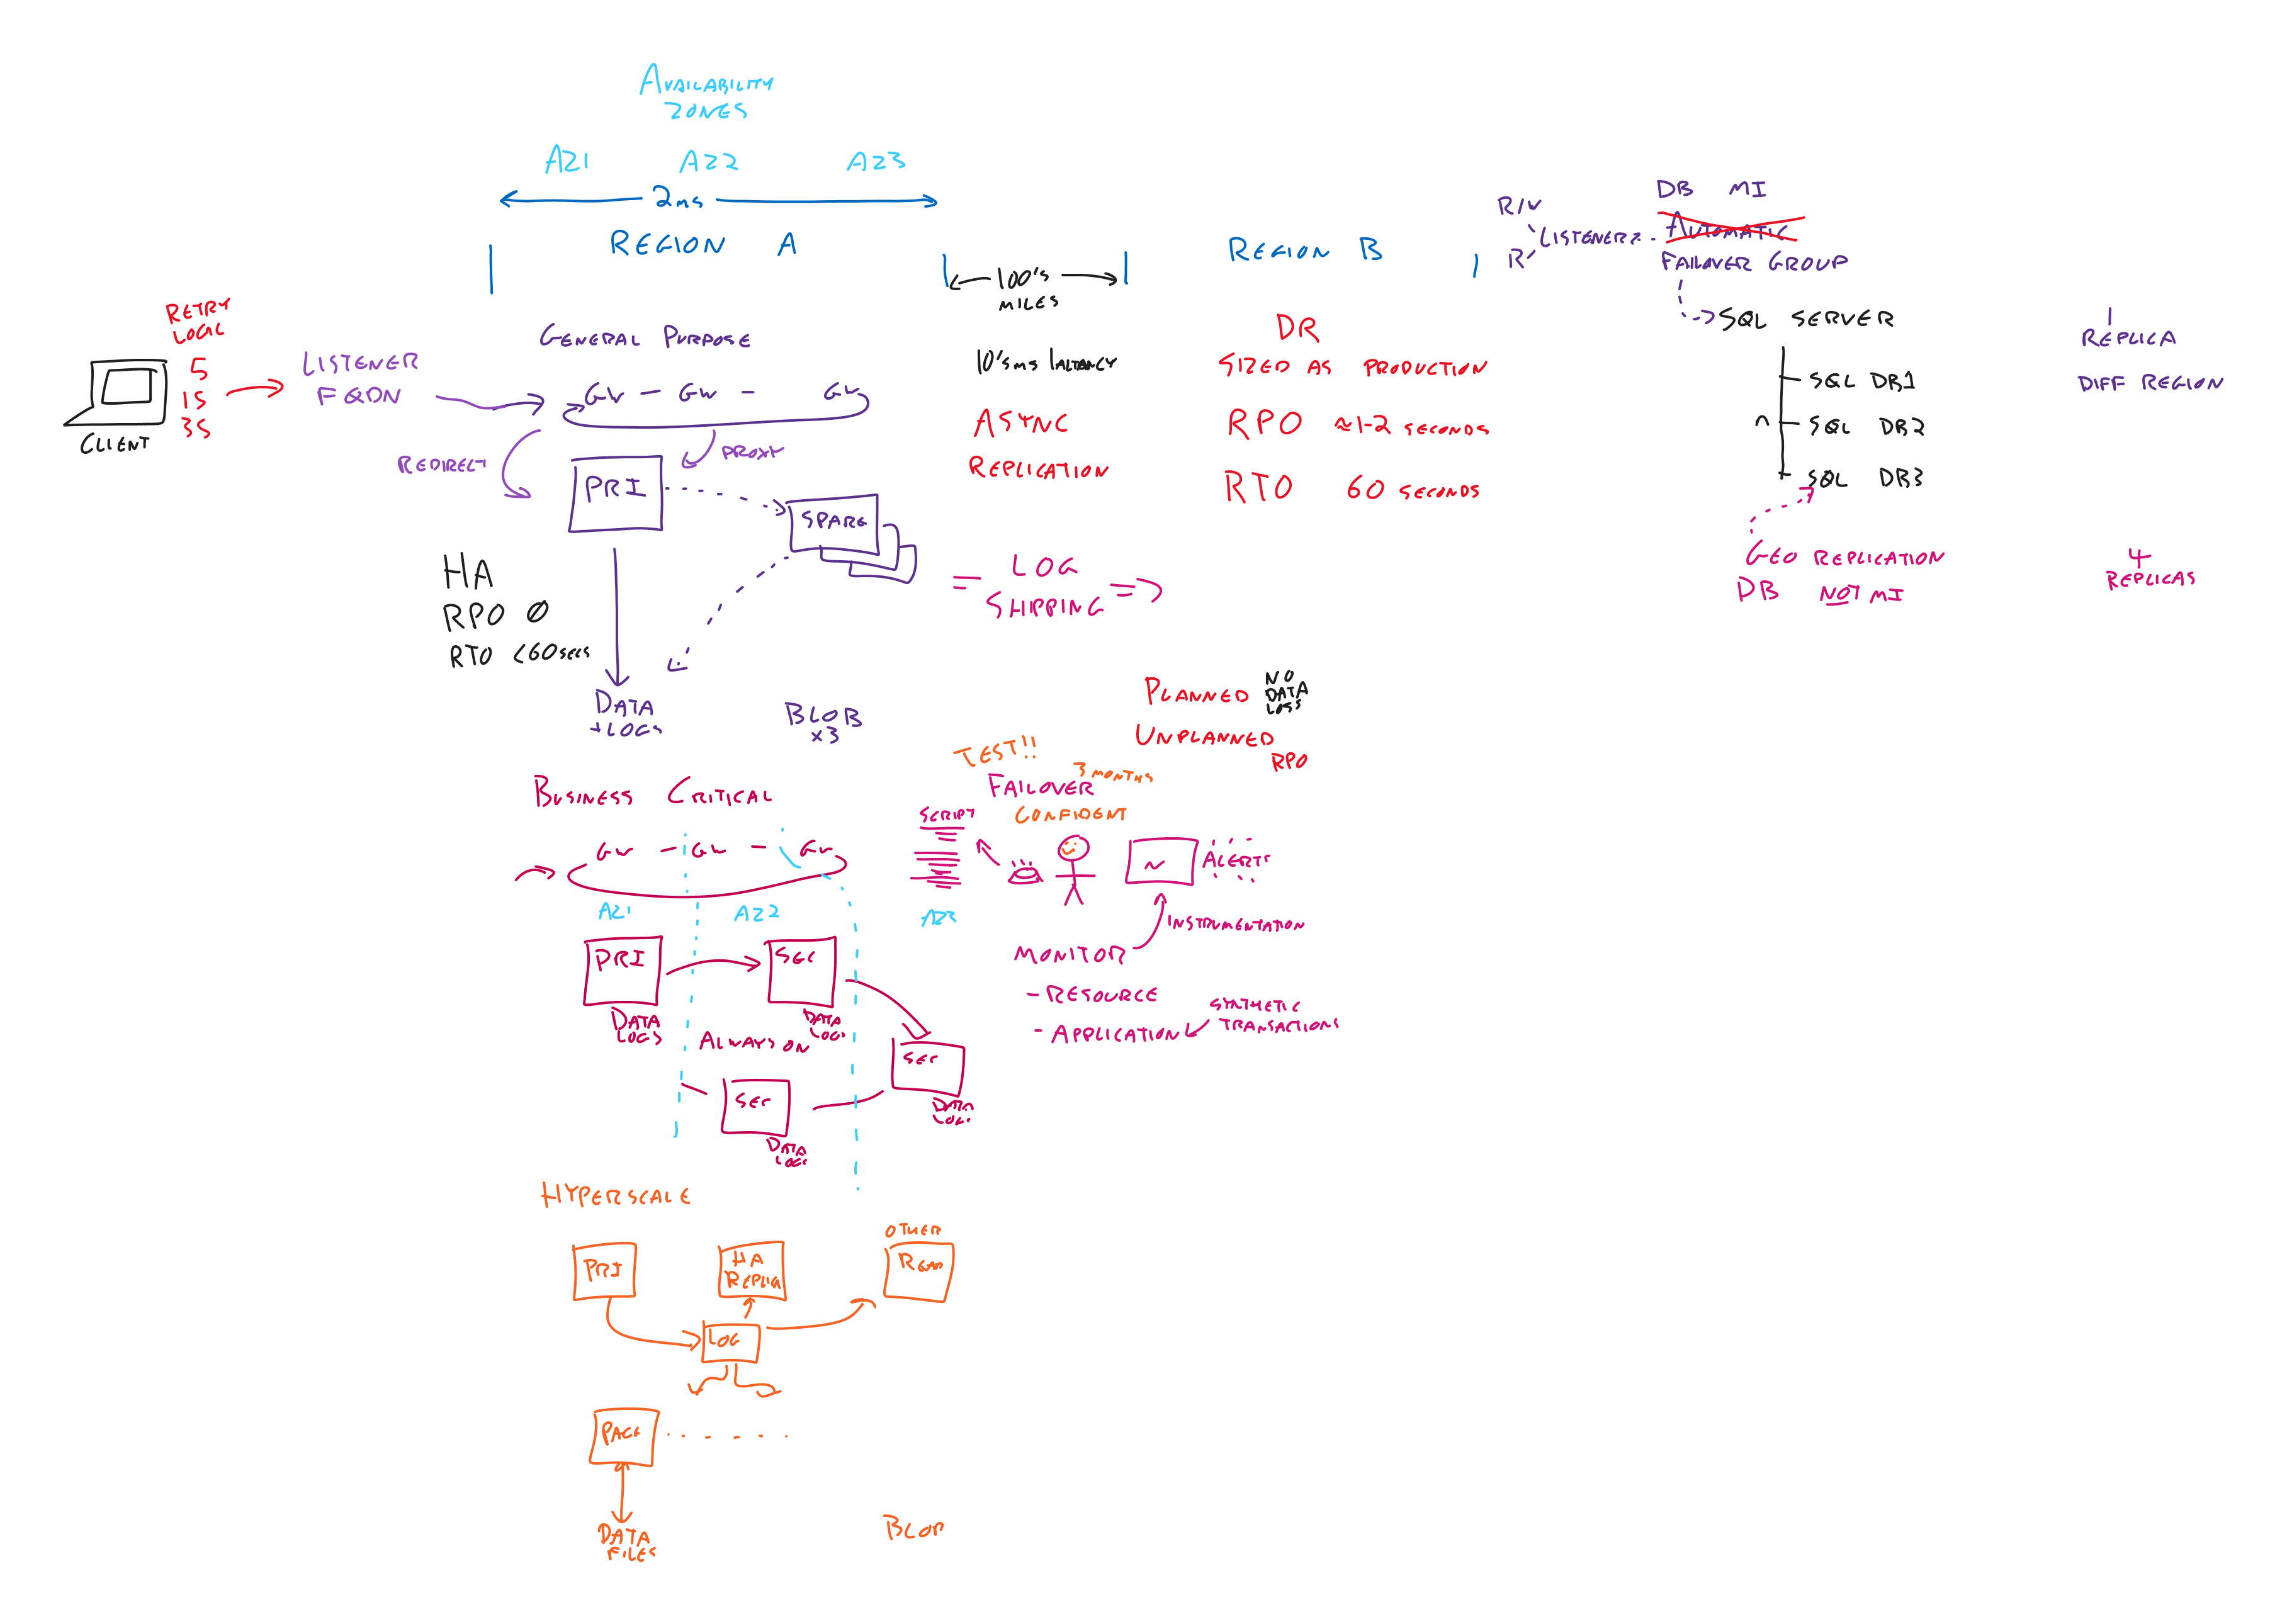 AVAILABILITY
ZONES
AZ1 AZ2 AZ3
2ms
REGION A
REGION B
100'S
MILES
R/W
R
LISTENERS
DB MI
AUTOMATIC
FAILOVER GROUP
SQL SERVER
SQL DB1
SQL DB2
SQL DB3
1
REPLICA
DIFF REGION
GEO REPLICATION
DB NOT MI
4
REPLICAS
RETRY
LOGIC
5
15
35
CLIENT
LISTENER
FQDN
GENERAL PURPOSE
GW - GW - GW
REDIRECT
PROXY
PRI
SPARE
HA
RPO 0
RTO <60secs
DATA
+LOGS
BLOB
x3
10's ms LATANCY
ASYNC
REPLICATION
DR
SIZED AS PRODUCTION
RPO ≈1-2 SECONDS
RTO 60 SECONDS
= LOG =>
SHIPPING
PLANNED
NO
DATA
LOSS
UNPLANNED
RPO
TEST!!
3 MONTHS
FAILOVER
CONFIDENT
SCRIPT
ALERTS
INSTRUMENTATION
MONITOR
- RESOURCE
- APPLICATION
SYNTHETIC
TRANSACTIONS
BUSINESS CRITICAL
GW - GW - GW
AZ1 AZ2 AZ3
PRI
DATA
LOGS
SEC
DATA
LOGS
ALWAYS ON
SEC
DATA
LOGS
SEC
DATA
LOGS
HYPERSCALE
PRI
HA
REPLICA
OTHER
READ
LOG
PAGE
DATA
FILES
BLOB